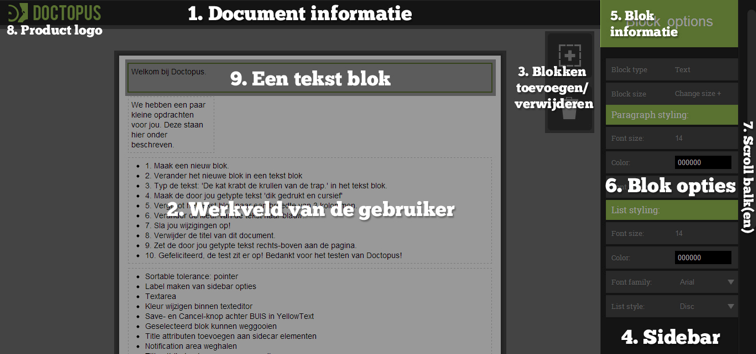 DOCTOPUS
1. Document informatie
8. Product logo
Block options
5. Blok
informatie
Welkom bij Doctopus
9. Een tekst blok
3. Blokken
toevoegen/
verwijderen
We hebben een paar
kleine opdrachten
voor jou. Deze staan
hier onder
beschreven.
1. Maak een nieuw blok.
2. Verander het nieuwe blok in een tekst blok
3. Typ de tekst: 'De kat krabt de krullen van de trap.' in het tekst blok.
4. Maak de door jou getypte tekst 'dik gedrukt en cursief'
2. Werkveld van de gebruiker
7. Sla jou wijzigingen op!
8. Verwijder de titel van dit document.
9. Zet de door jou getypte tekst rechts-boven aan de pagina.
10. Gefeliciteerd, de test zit er op! Bedankt voor het testen van Doctopus!
Sortable tolerance: pointer
Label maken van sidebar opties
Textarea
Kleur wijzigen binnen texteditor
Save- en Cancel-knop achter BUIS in YellowText
Geselecteerd blok kunnen weggooien
Title attributen toevoegen aan sidecar elementen
Notification area weghalen
Block type Text
Block size Change size +
Paragraph styling:
Font size: 14
Color: 000000
6. Blok opties
List styling:
Font size: 14
Color: 000000
Font family: Arial
List style: Disc
4. Sidebar
7. Scroll balk(en)